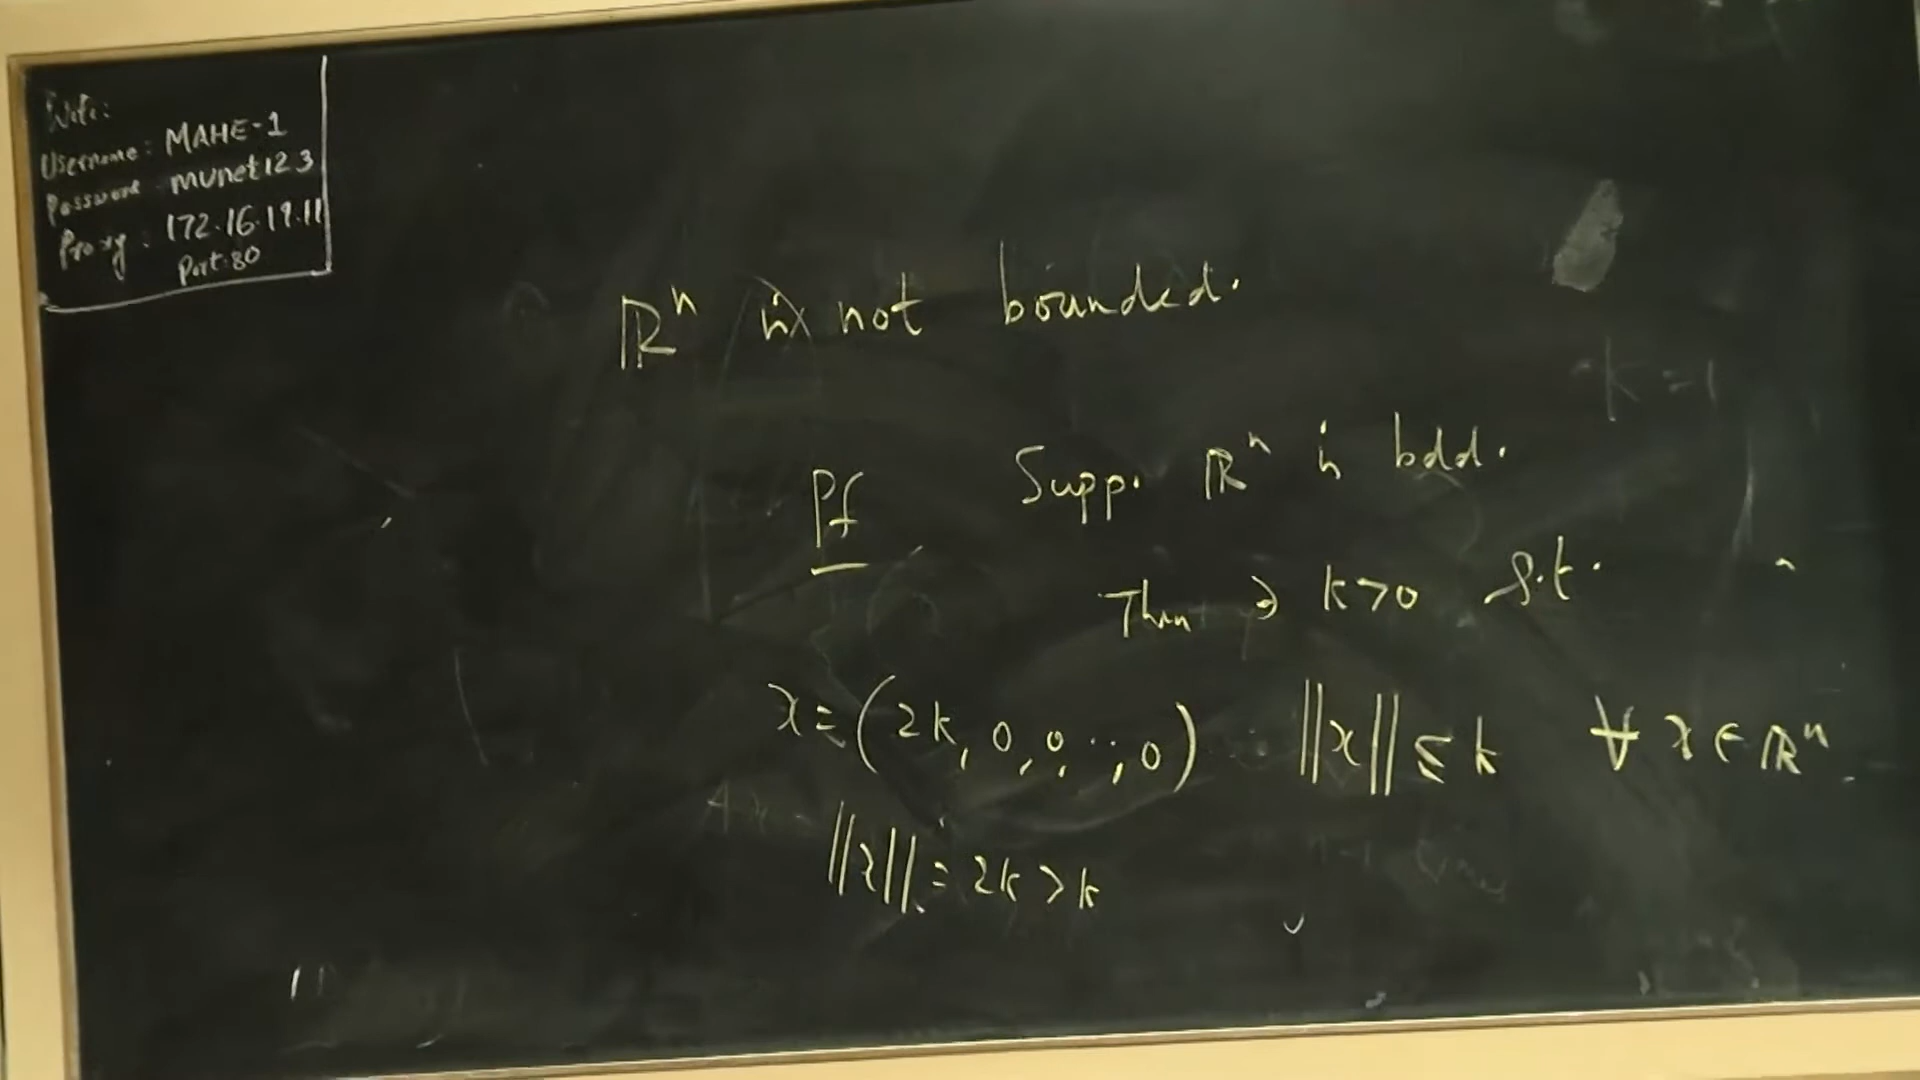 Wifi:
Username: MAHE-1
Password: munet123
Proxy: 172.16.19.11
Port:80
ℝⁿ is not bounded.
k=1
Pf Supp. ℝⁿ is bdd.
Then ∃ k>0 s.t.
x=(2k,0,0,..,0) ||x||≤k ∀ x∈ℝⁿ
||x||=2k>k